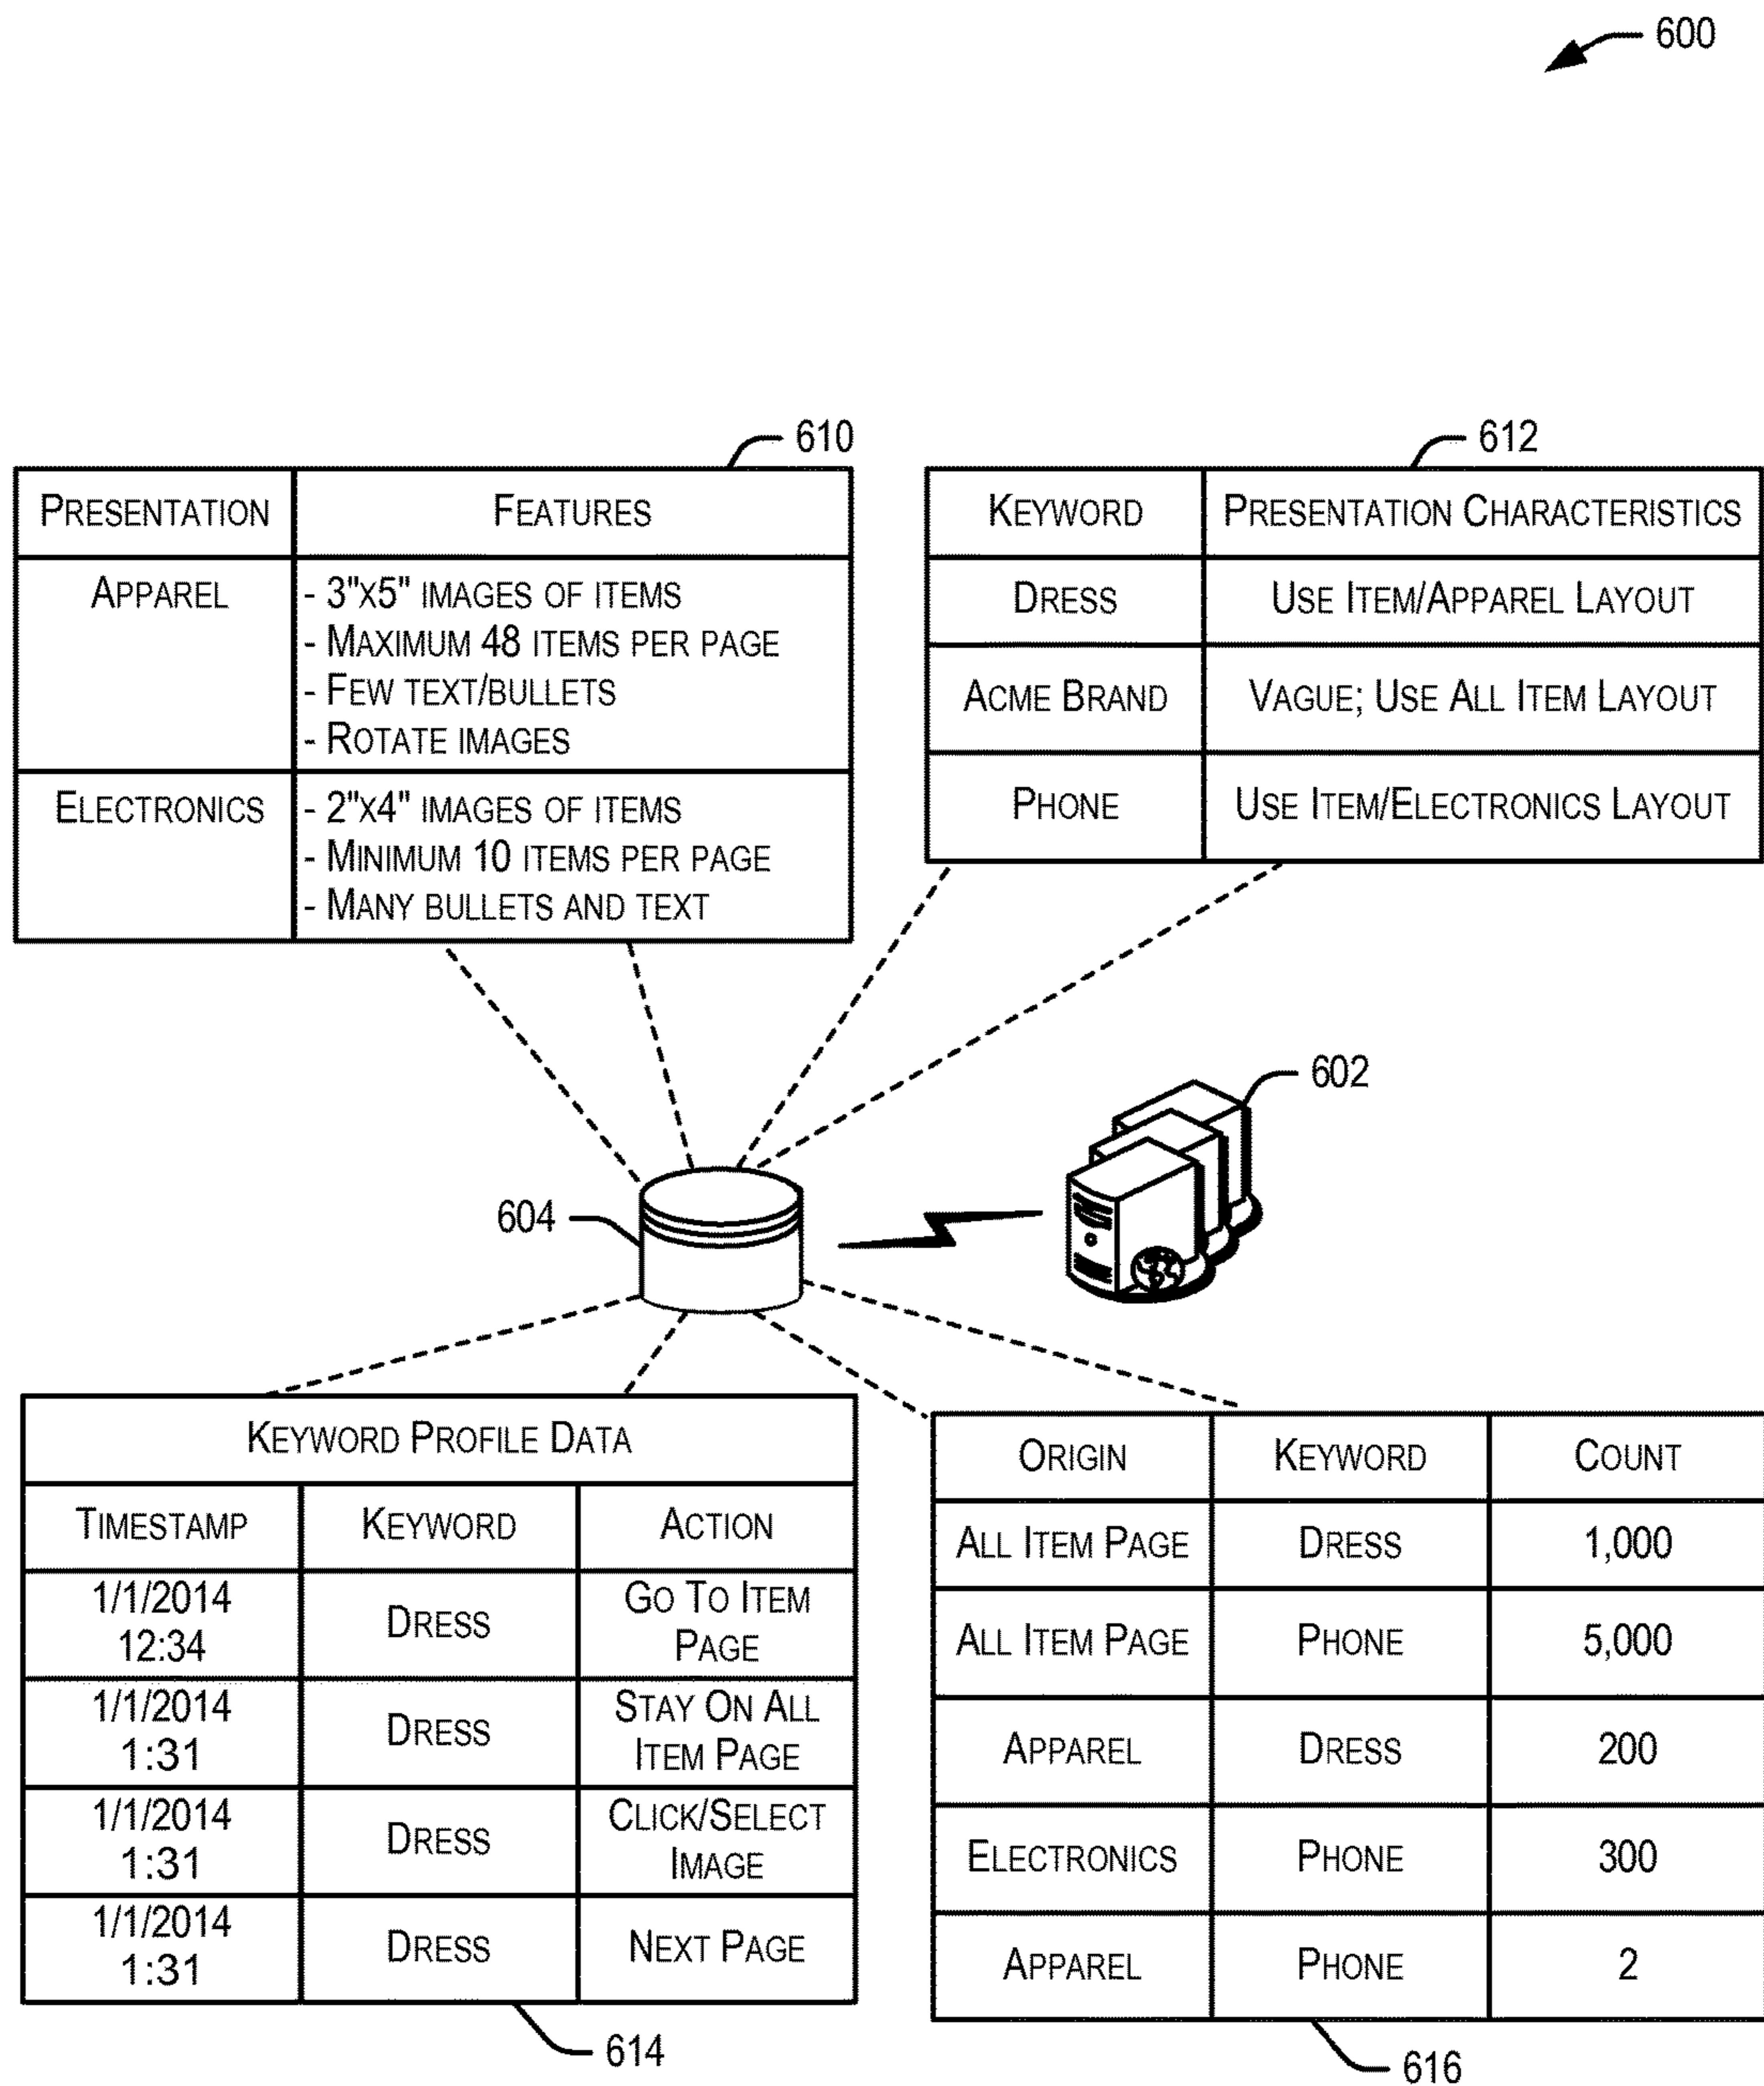 600
610
PRESENTATION FEATURES
APPAREL - 3"X5" IMAGES OF ITEMS
- MAXIMUM 48 ITEMS PER PAGE
- FEW TEXT/BULLETS
- ROTATE IMAGES
ELECTRONICS - 2"X4" IMAGES OF ITEMS
- MINIMUM 10 ITEMS PER PAGE
- MANY BULLETS AND TEXT
612
KEYWORD PRESENTATION CHARACTERISTICS
DRESS USE ITEM/APPAREL LAYOUT
ACME BRAND VAGUE; USE ALL ITEM LAYOUT
PHONE USE ITEM/ELECTRONICS LAYOUT
602
604
KEYWORD PROFILE DATA
TIMESTAMP KEYWORD ACTION
1/1/2014
12:34
DRESS
GO TO ITEM
PAGE
1/1/2014
1:31
DRESS
STAY ON ALL
ITEM PAGE
1/1/2014
1:31
DRESS
CLICK/SELECT
IMAGE
1/1/2014
1:31
DRESS
NEXT PAGE
614
ORIGIN KEYWORD COUNT
ALL ITEM PAGE DRESS 1,000
ALL ITEM PAGE PHONE 5,000
APPAREL DRESS 200
ELECTRONICS PHONE 300
APPAREL PHONE 2
616